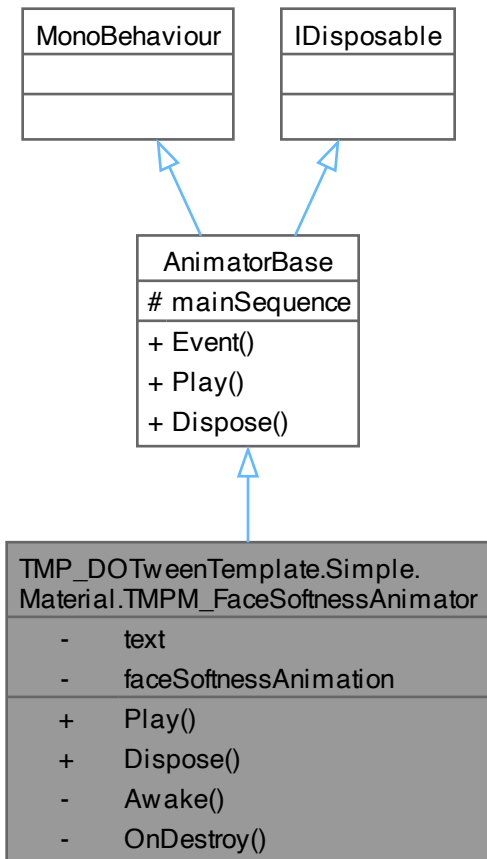 MonoBehaviour
IDisposable
AnimatorBase
# mainSequence
+ Event()
+ Play()
+ Dispose()
TMP_DOTweenTemplate.Simple.
Material.TMPM_FaceSoftnessAnimator
- text
- faceSoftnessAnimation
+ Play()
+ Dispose()
- Awake()
- OnDestroy()